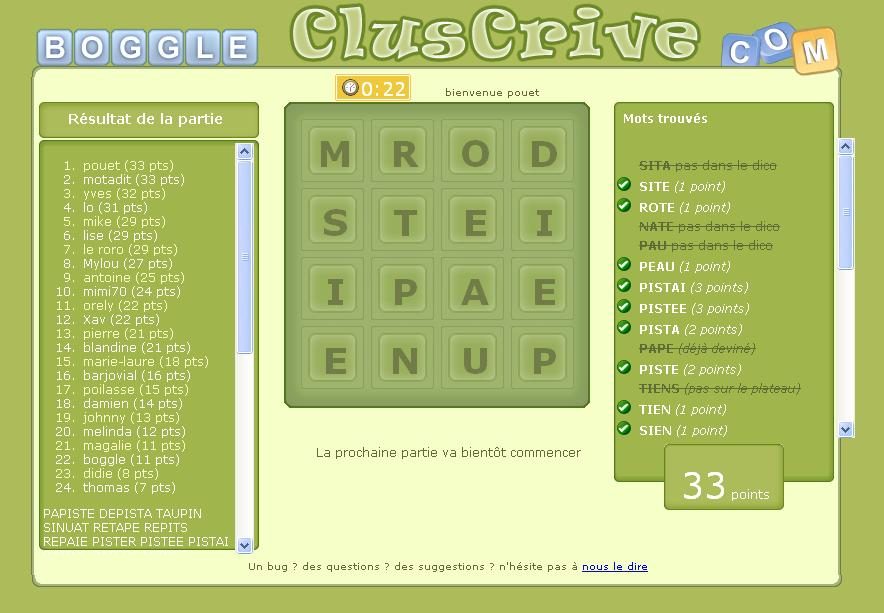 BOGGLE
ClusCrive
COM
0:22
bienvenue pouet
Résultat de la partie
1. pouet (33 pts)
2. motadit (33 pts)
3. yves (32 pts)
4. lo (31 pts)
5. mike (29 pts)
6. lise (29 pts)
7. le roro (29 pts)
8. Mylou (27 pts)
9. antoine (25 pts)
10. mimi70 (24 pts)
11. orely (22 pts)
12. Xav (22 pts)
13. pierre (21 pts)
14. blandine (21 pts)
15. marie-laure (18 pts)
16. barjovial (16 pts)
17. poilasse (15 pts)
18. damien (14 pts)
19. johnny (13 pts)
20. melinda (12 pts)
21. magalie (11 pts)
22. boggle (11 pts)
23. didie (8 pts)
24. thomas (7 pts)
PAPISTE DEPISTA TAUPIN
SINUAT RETAPE REPITS
REPAIE PISTER PISTEE PISTAI
M R O D
S T E I
I P A E
E N U P
La prochaine partie va bientôt commencer
Mots trouvés
SITA pas dans le dico
SITE (1 point)
ROTE (1 point)
NATE pas dans le dico
PAU pas dans le dico
PEAU (1 point)
PISTAI (3 points)
PISTEE (3 points)
PISTA (2 points)
PAPE (déjà deviné)
PISTE (2 points)
TIENS (pas sur le plateau)
TIEN (1 point)
SIEN (1 point)
33 points
Un bug ? des questions ? des suggestions ? n'hésite pas à nous le dire